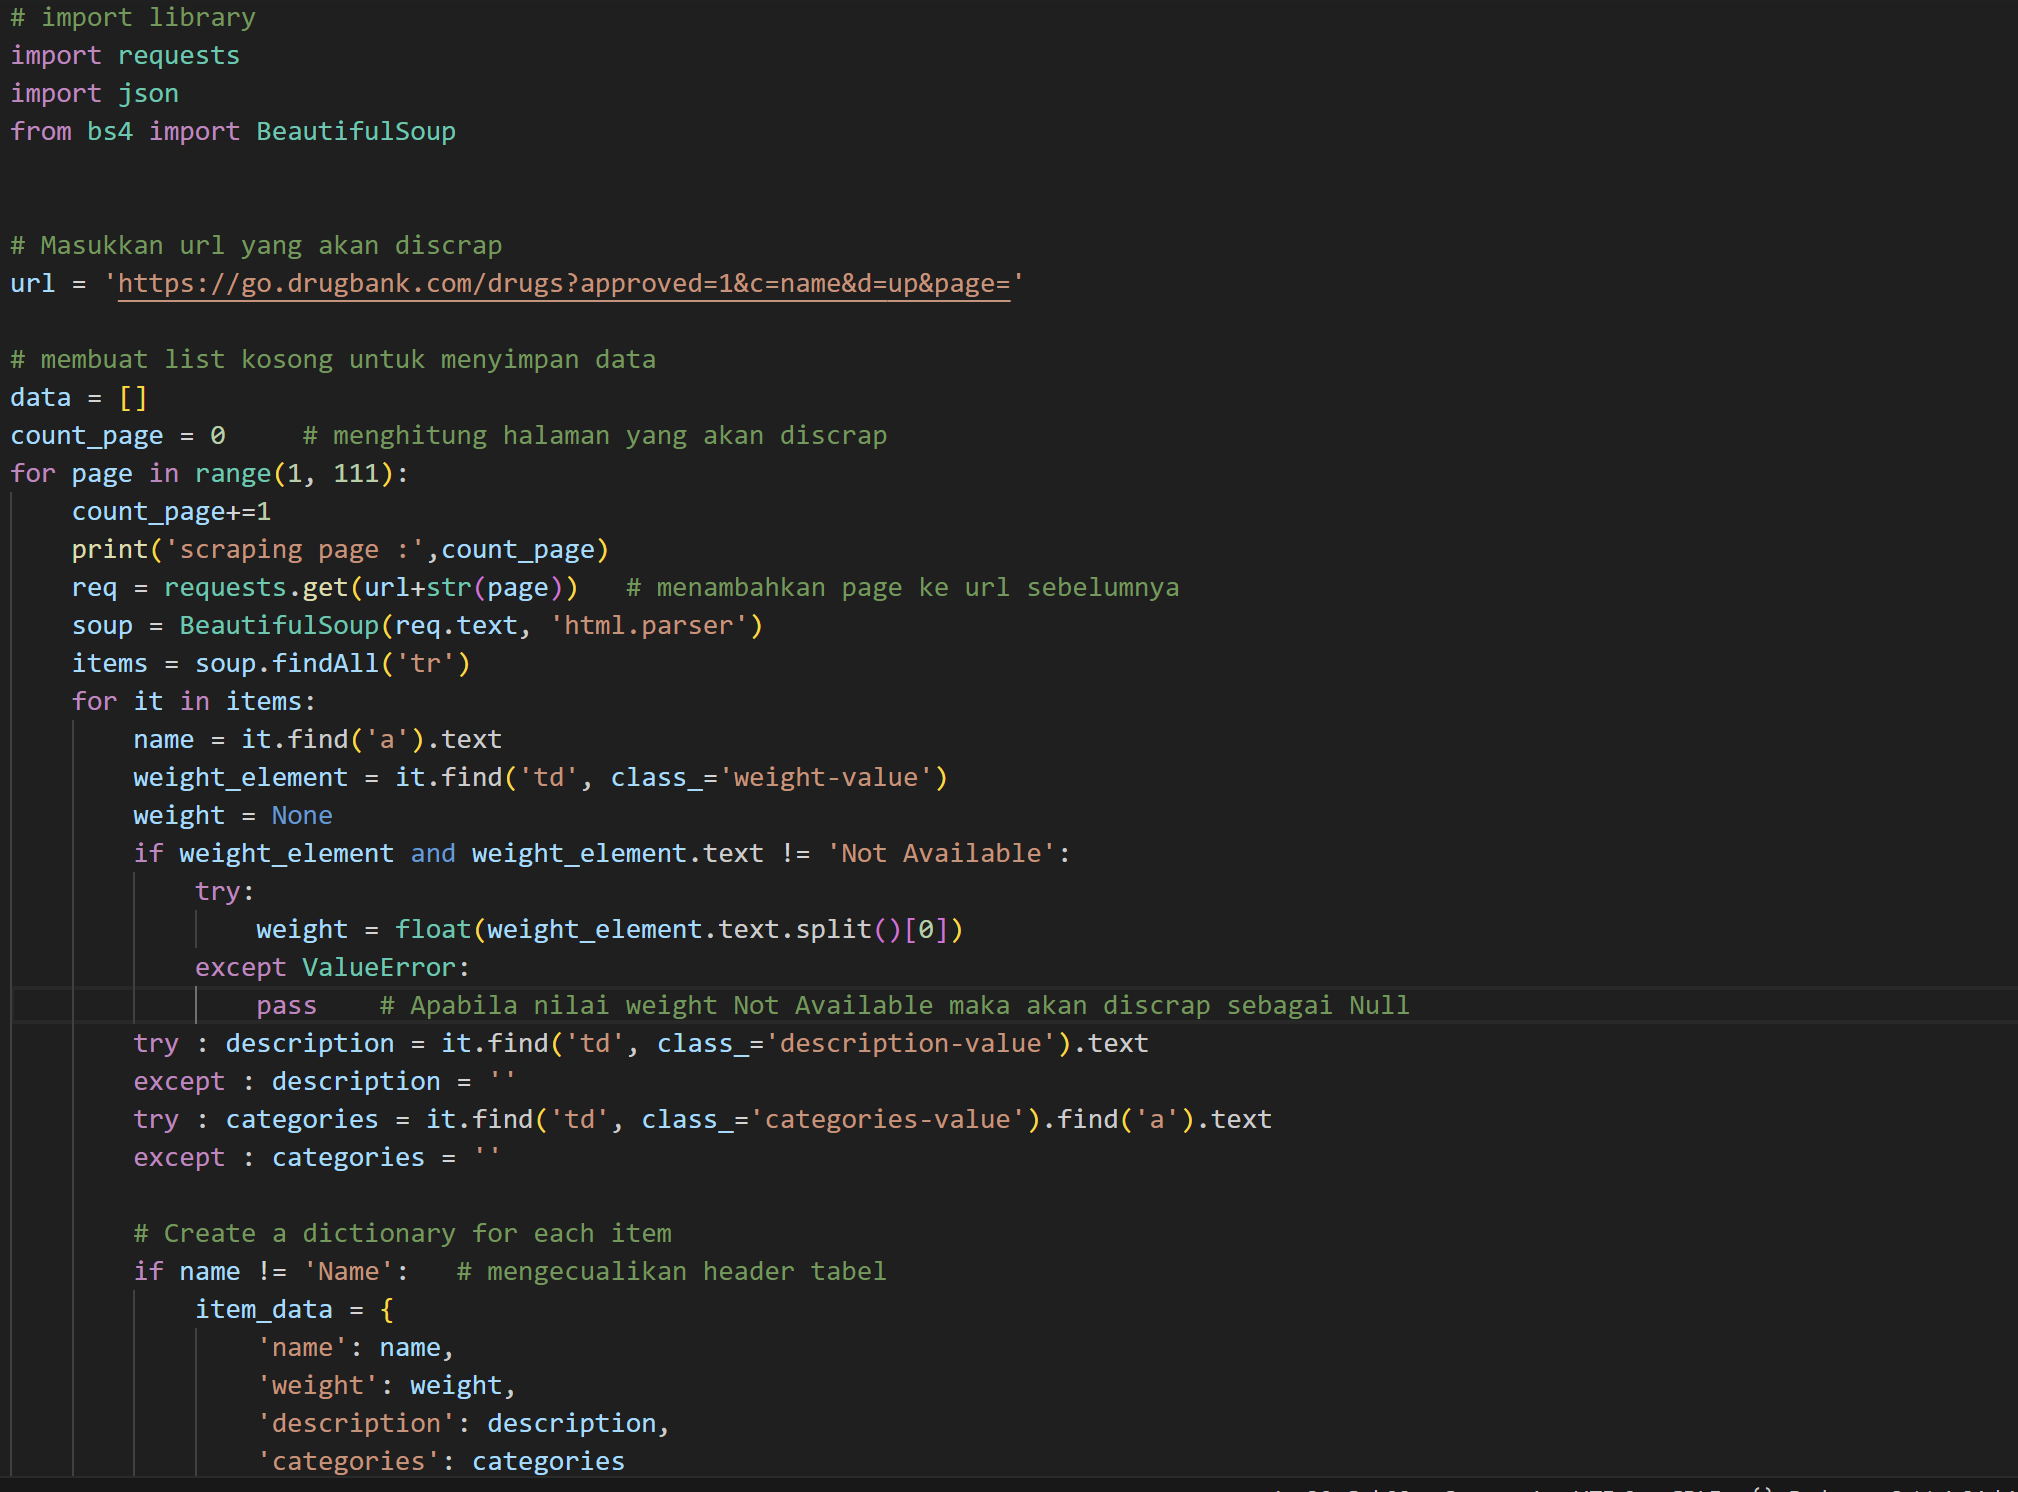 # import library
import requests
import json
from bs4 import BeautifulSoup
# Masukkan url yang akan discrap
url = 'https://go.drugbank.com/drugs?approved=1&c=name&d=up&page='
# membuat list kosong untuk menyimpan data
data = []
count_page = 0     # menghitung halaman yang akan discrap
for page in range(1, 111):
    count_page+=1
    print('scraping page :',count_page)
    req = requests.get(url+str(page))   # menambahkan page ke url sebelumnya
    soup = BeautifulSoup(req.text, 'html.parser')
    items = soup.findAll('tr')
    for it in items:
        name = it.find('a').text
        weight_element = it.find('td', class_='weight-value')
        weight = None
        if weight_element and weight_element.text != 'Not Available':
            try:
                weight = float(weight_element.text.split()[0])
            except ValueError:
                pass    # Apabila nilai weight Not Available maka akan discrap sebagai Null
        try : description = it.find('td', class_='description-value').text
        except : description = ''
        try : categories = it.find('td', class_='categories-value').find('a').text
        except : categories = ''
        # Create a dictionary for each item
        if name != 'Name':   # mengecualikan header tabel
            item_data = {
                'name': name,
                'weight': weight,
                'description': description,
                'categories': categories